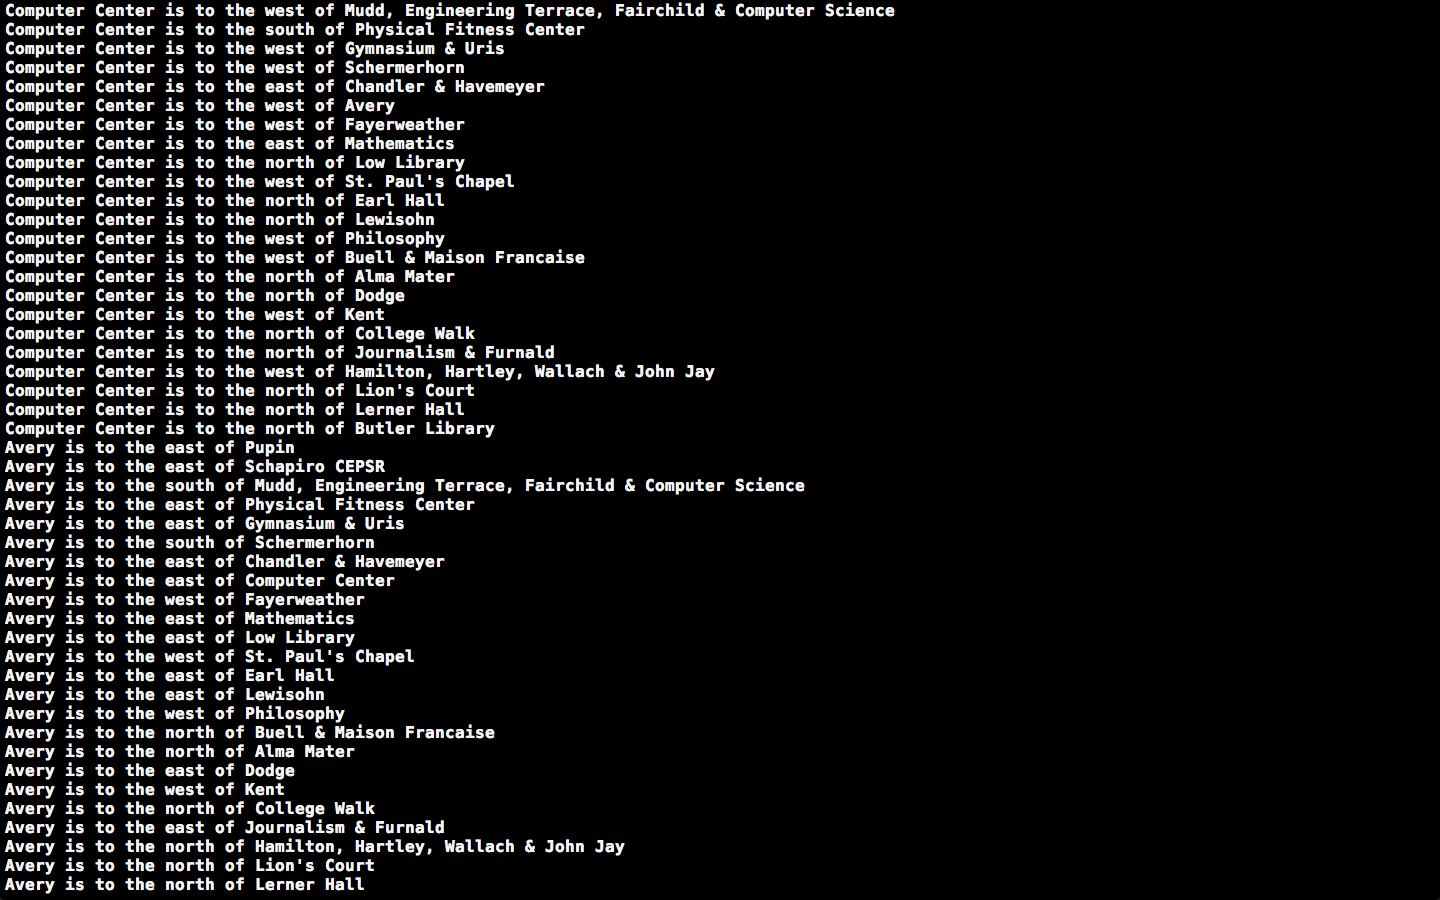 Computer Center is to the west of Mudd, Engineering Terrace, Fairchild & Computer Science
Computer Center is to the south of Physical Fitness Center
Computer Center is to the west of Gymnasium & Uris
Computer Center is to the west of Schermerhorn
Computer Center is to the east of Chandler & Havemeyer
Computer Center is to the west of Avery
Computer Center is to the west of Fayerweather
Computer Center is to the east of Mathematics
Computer Center is to the north of Low Library
Computer Center is to the west of St. Paul's Chapel
Computer Center is to the north of Earl Hall
Computer Center is to the north of Lewisohn
Computer Center is to the west of Philosophy
Computer Center is to the west of Buell & Maison Francaise
Computer Center is to the north of Alma Mater
Computer Center is to the north of Dodge
Computer Center is to the west of Kent
Computer Center is to the north of College Walk
Computer Center is to the north of Journalism & Furnald
Computer Center is to the west of Hamilton, Hartley, Wallach & John Jay
Computer Center is to the north of Lion's Court
Computer Center is to the north of Lerner Hall
Computer Center is to the north of Butler Library
Avery is to the east of Pupin
Avery is to the east of Schapiro CEPSR
Avery is to the south of Mudd, Engineering Terrace, Fairchild & Computer Science
Avery is to the east of Physical Fitness Center
Avery is to the east of Gymnasium & Uris
Avery is to the south of Schermerhorn
Avery is to the east of Chandler & Havemeyer
Avery is to the east of Computer Center
Avery is to the west of Fayerweather
Avery is to the east of Mathematics
Avery is to the east of Low Library
Avery is to the west of St. Paul's Chapel
Avery is to the east of Earl Hall
Avery is to the east of Lewisohn
Avery is to the west of Philosophy
Avery is to the north of Buell & Maison Francaise
Avery is to the north of Alma Mater
Avery is to the east of Dodge
Avery is to the west of Kent
Avery is to the north of College Walk
Avery is to the east of Journalism & Furnald
Avery is to the north of Hamilton, Hartley, Wallach & John Jay
Avery is to the north of Lion's Court
Avery is to the north of Lerner Hall